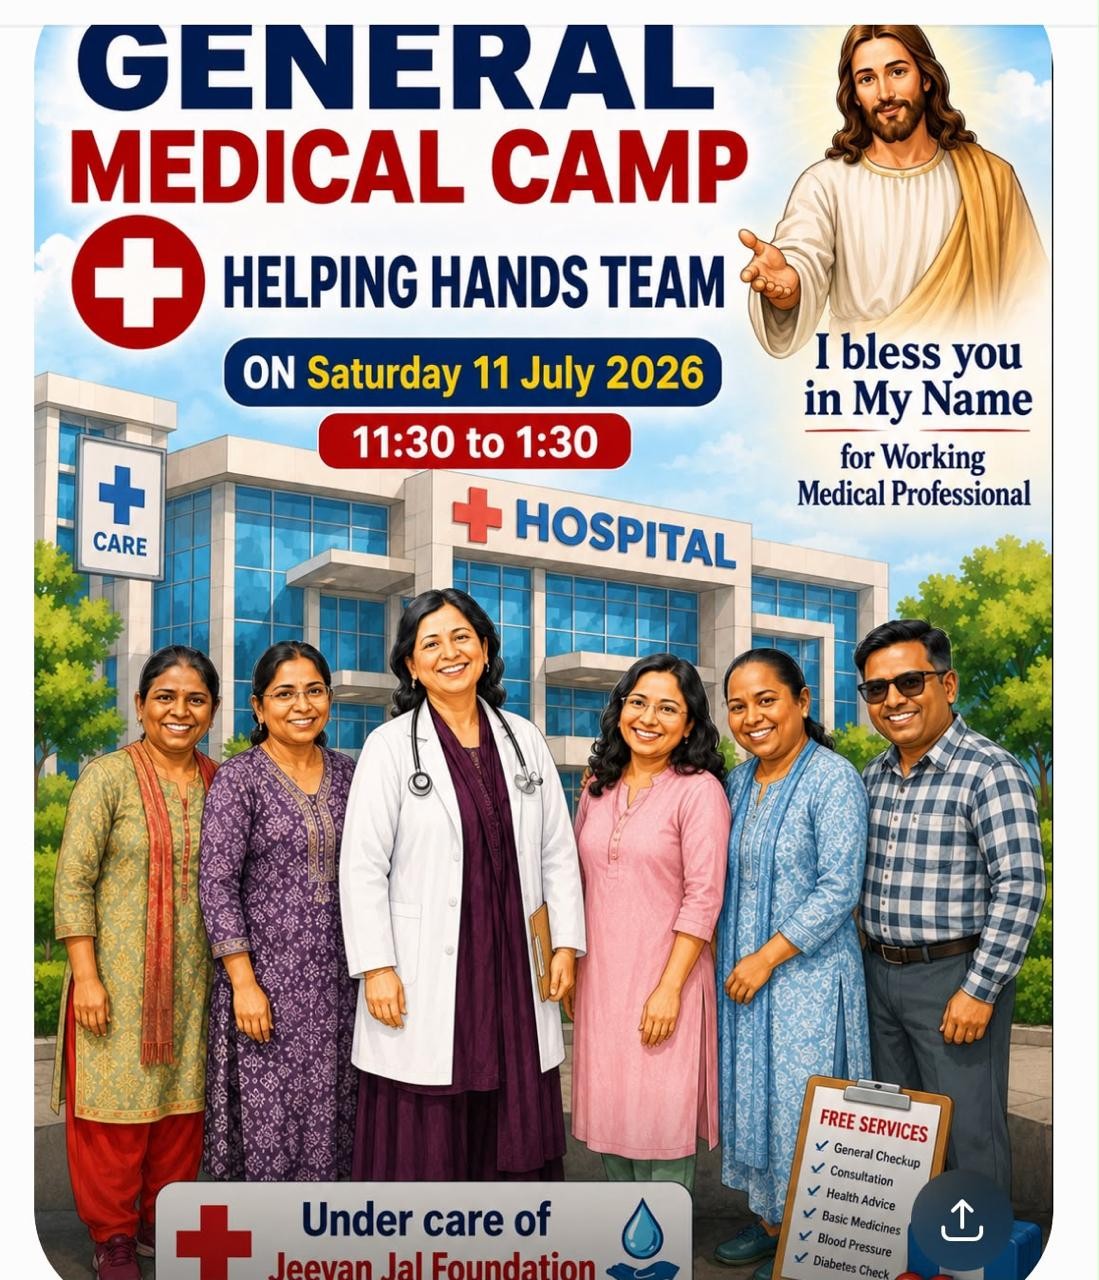 GENERAL
MEDICAL CAMP
HELPING HANDS TEAM
ON Saturday 11 July 2026
11:30 to 1:30
I bless you
in My Name
for Working
Medical Professional
CARE
HOSPITAL
FREE SERVICES
General Checkup
Consultation
Health Advice
Basic Medicines
Blood Pressure
Diabetes Check
Under care of
Jeevan Jal Foundation